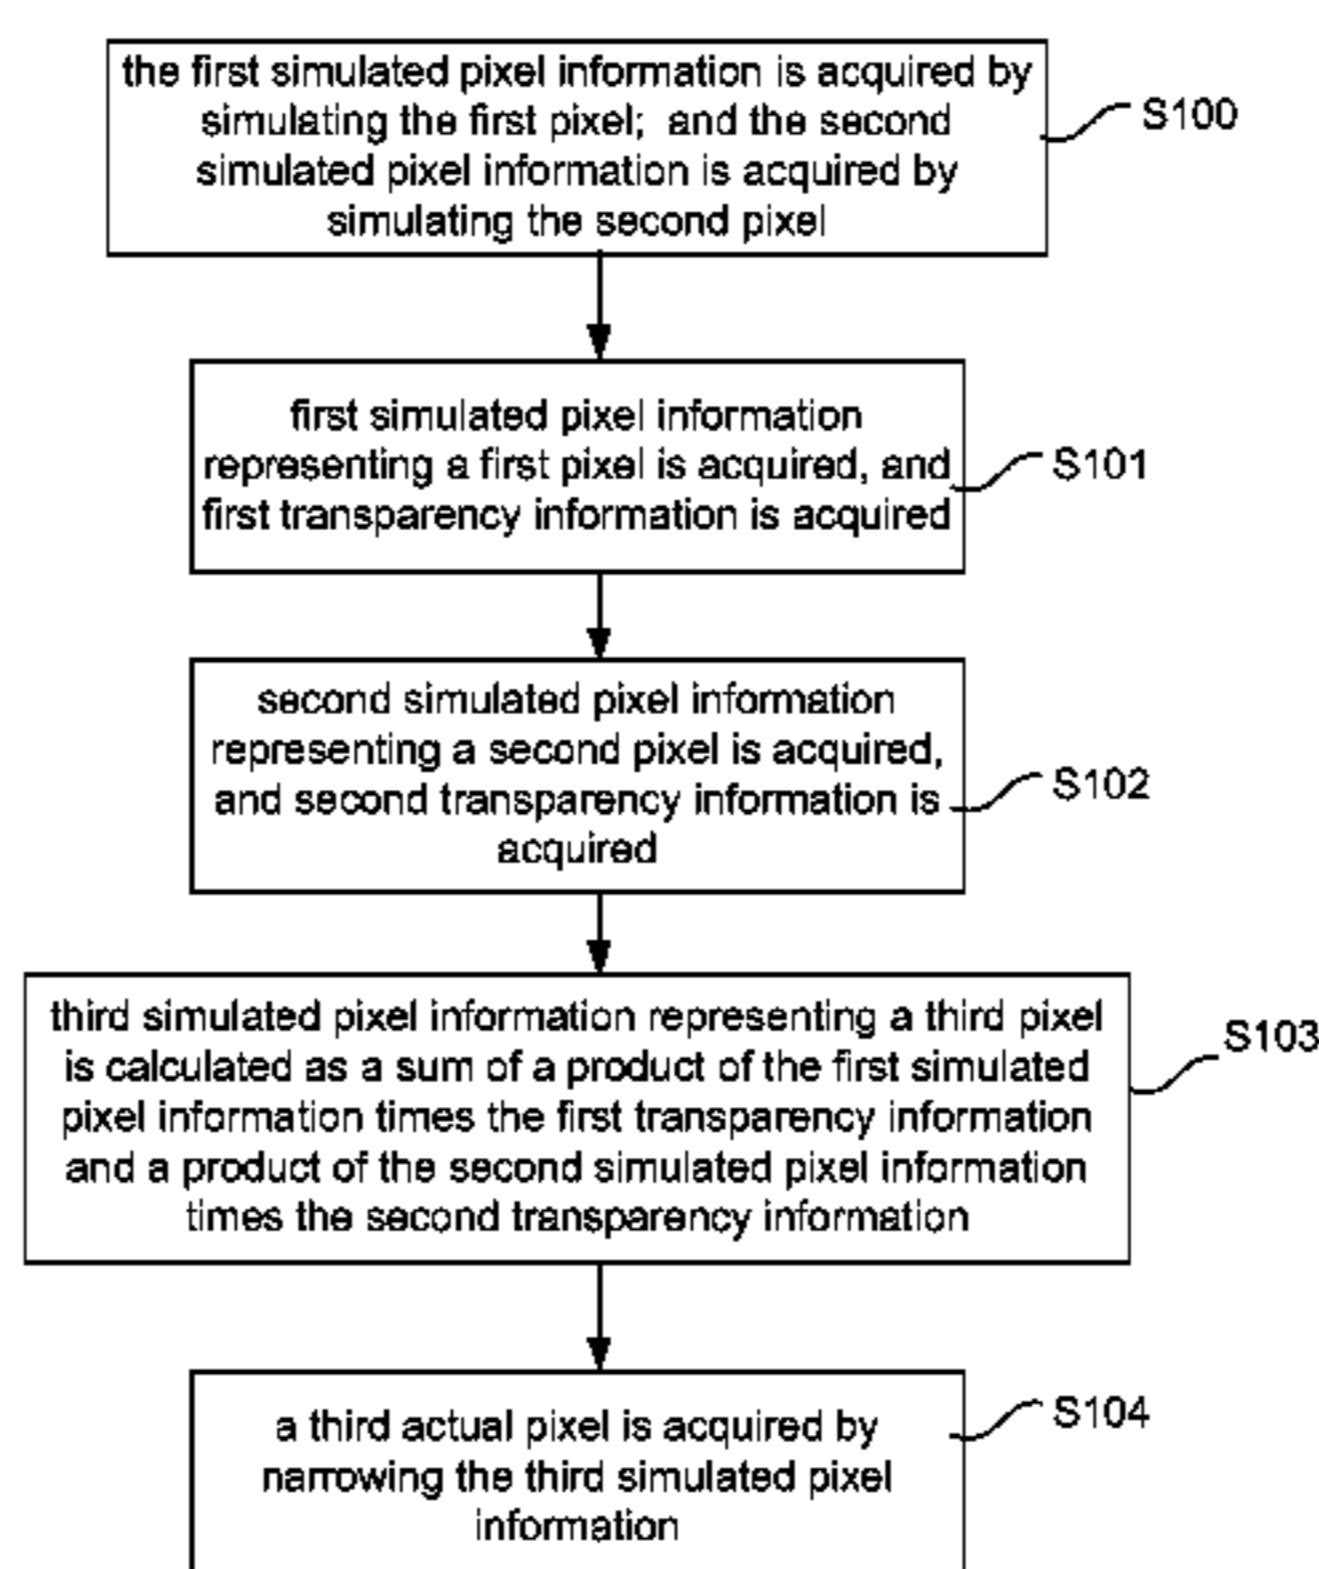 the first simulated pixel information is acquired by
simulating the first pixel; and the second
simulated pixel information is acquired by
simulating the second pixel
S100
first simulated pixel information
representing a first pixel is acquired, and
first transparency information is acquired
S101
second simulated pixel information
representing a second pixel is acquired,
and second transparency information is
acquired
S102
third simulated pixel information representing a third pixel
is calculated as a sum of a product of the first simulated
pixel information times the first transparency information
and a product of the second simulated pixel information
times the second transparency information
S103
a third actual pixel is acquired by
narrowing the third simulated pixel
information
S104